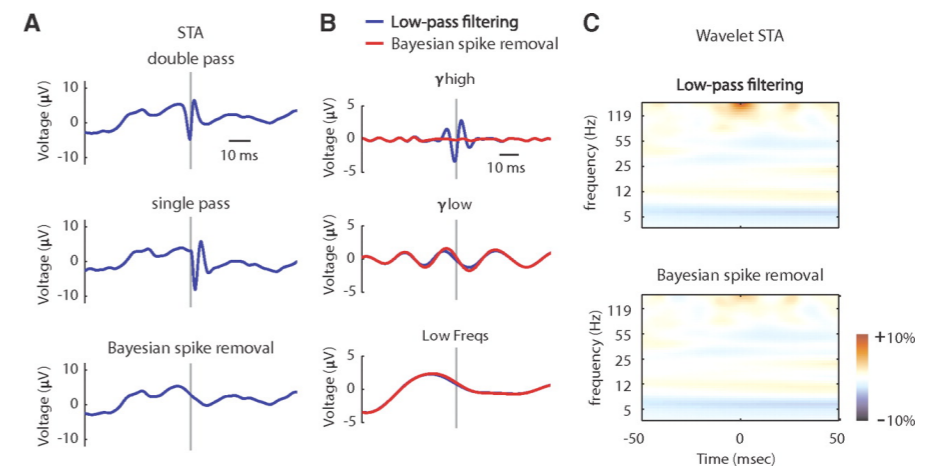 A
STA
double pass
Voltage (µV)
10
0
-10
10 ms
single pass
Voltage (µV)
10
0
-10
Bayesian spike removal
Voltage (µV)
10
0
-10
B
Low-pass filtering
Bayesian spike removal
γhigh
Voltage (µV)
5
0
-5
10 ms
γlow
Voltage (µV)
5
0
-5
Low Freqs
Voltage (µV)
5
0
-5
C
Wavelet STA
Low-pass filtering
frequency (Hz)
119
55
25
12
5
Bayesian spike removal
frequency (Hz)
119
55
25
12
5
-50 0 50
Time (msec)
+10%
-10%